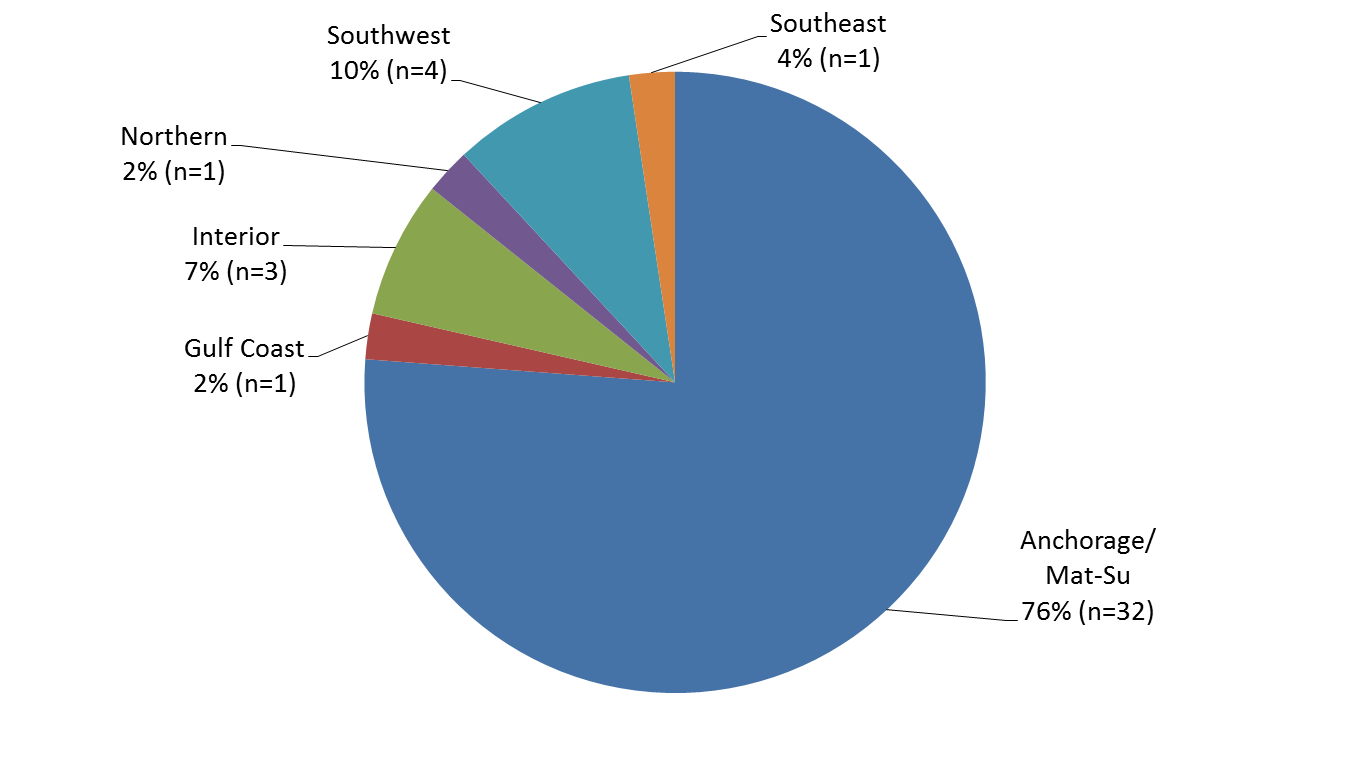 Southeast
4% (n=1)
Southwest
10% (n=4)
Northern
2% (n=1)
Interior
7% (n=3)
Gulf Coast
2% (n=1)
Anchorage/
Mat-Su
76% (n=32)